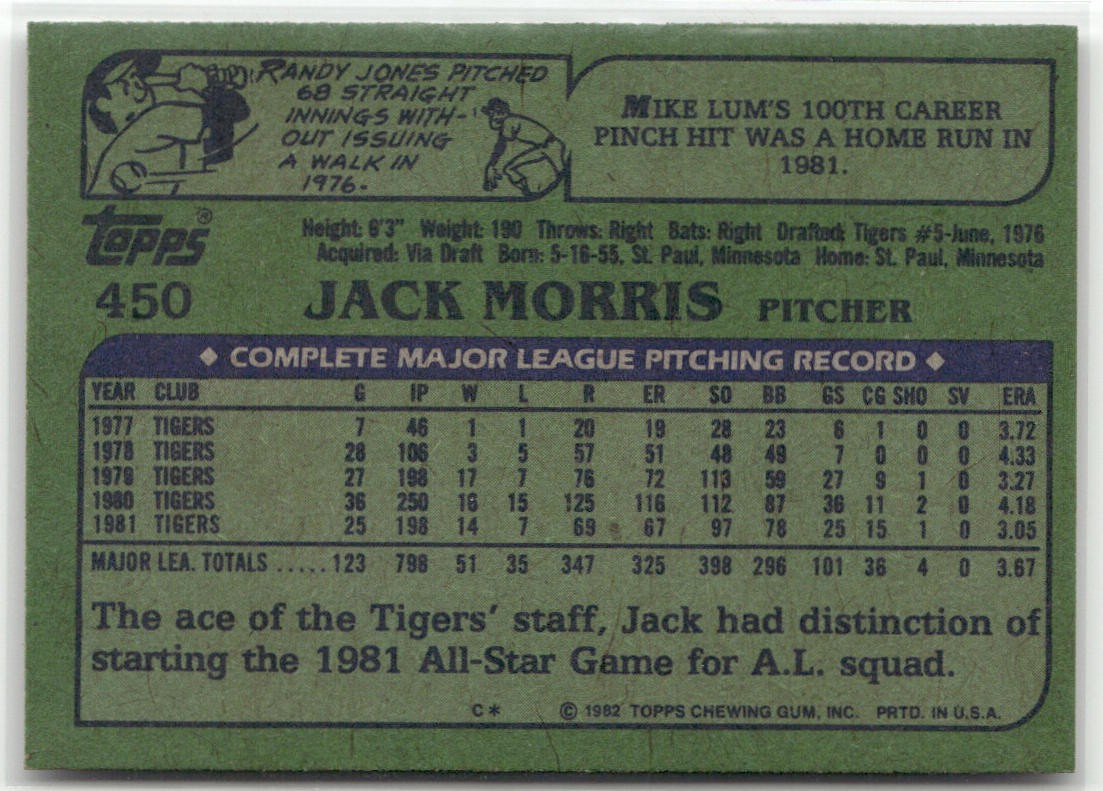 RANDY JONES PITCHED
68 STRAIGHT
INNINGS WITH-
OUT ISSUING
A WALK IN
1976.
MIKE LUM'S 100TH CAREER
PINCH HIT WAS A HOME RUN IN
1981.
Topps®
Height: 6'3" Weight: 190 Throws: Right Bats: Right Drafted: Tigers #5-June, 1976
Acquired: Via Draft Born: 5-16-55, St. Paul, Minnesota Home: St. Paul, Minnesota
450 JACK MORRIS PITCHER
◆ COMPLETE MAJOR LEAGUE PITCHING RECORD ◆
YEAR CLUB G IP W L R ER SO BB GS CG SHO SV ERA
1977 TIGERS 7 46 1 1 20 19 28 23 6 1 0 0 3.72
1978 TIGERS 28 106 3 5 57 51 48 49 7 0 0 0 4.33
1979 TIGERS 27 198 17 7 76 72 113 59 27 9 1 0 3.27
1980 TIGERS 36 250 16 15 125 116 112 87 36 11 2 0 4.18
1981 TIGERS 25 198 14 7 69 67 97 78 25 15 1 0 3.05
MAJOR LEA. TOTALS ..... 123 798 51 35 347 325 398 296 101 36 4 0 3.67
The ace of the Tigers' staff, Jack had distinction of
starting the 1981 All-Star Game for A.L. squad.
C* © 1982 TOPPS CHEWING GUM, INC. PRTD. IN U.S.A.